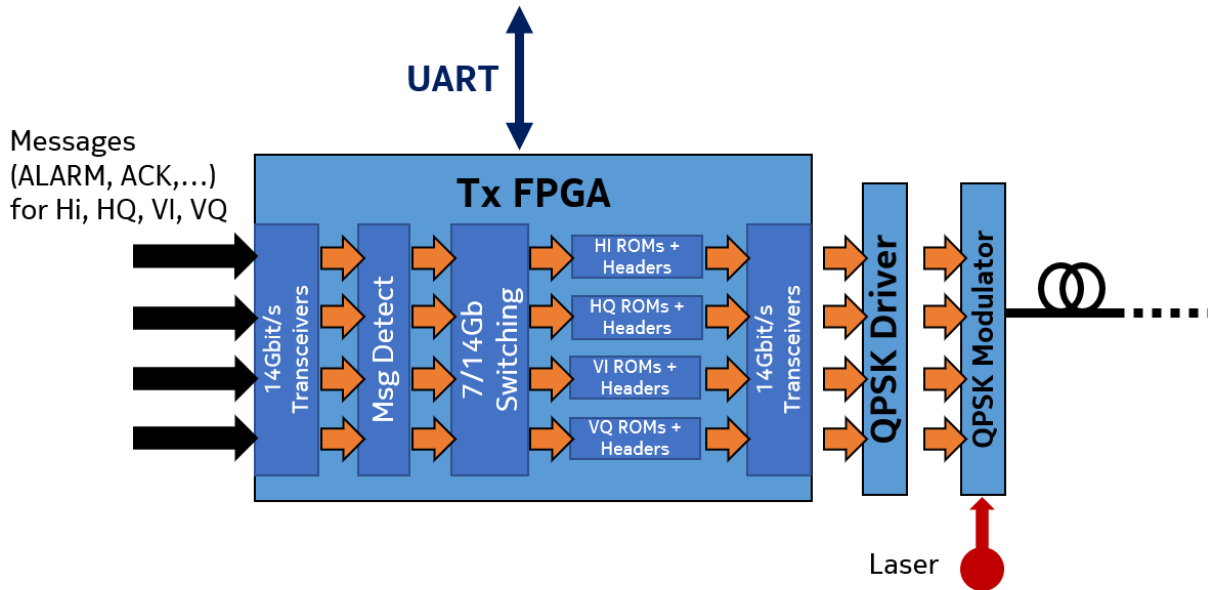 UART
Messages
(ALARM, ACK,...)
for Hi, HQ, VI, VQ
Tx FPGA
14Gbit/s
Transceivers
Msg Detect
7/14Gb
Switching
HI ROMs +
Headers
HQ ROMs +
Headers
VI ROMs +
Headers
VQ ROMs +
Headers
14Gbit/s
Transceivers
QPSK Driver
QPSK Modulator
Laser